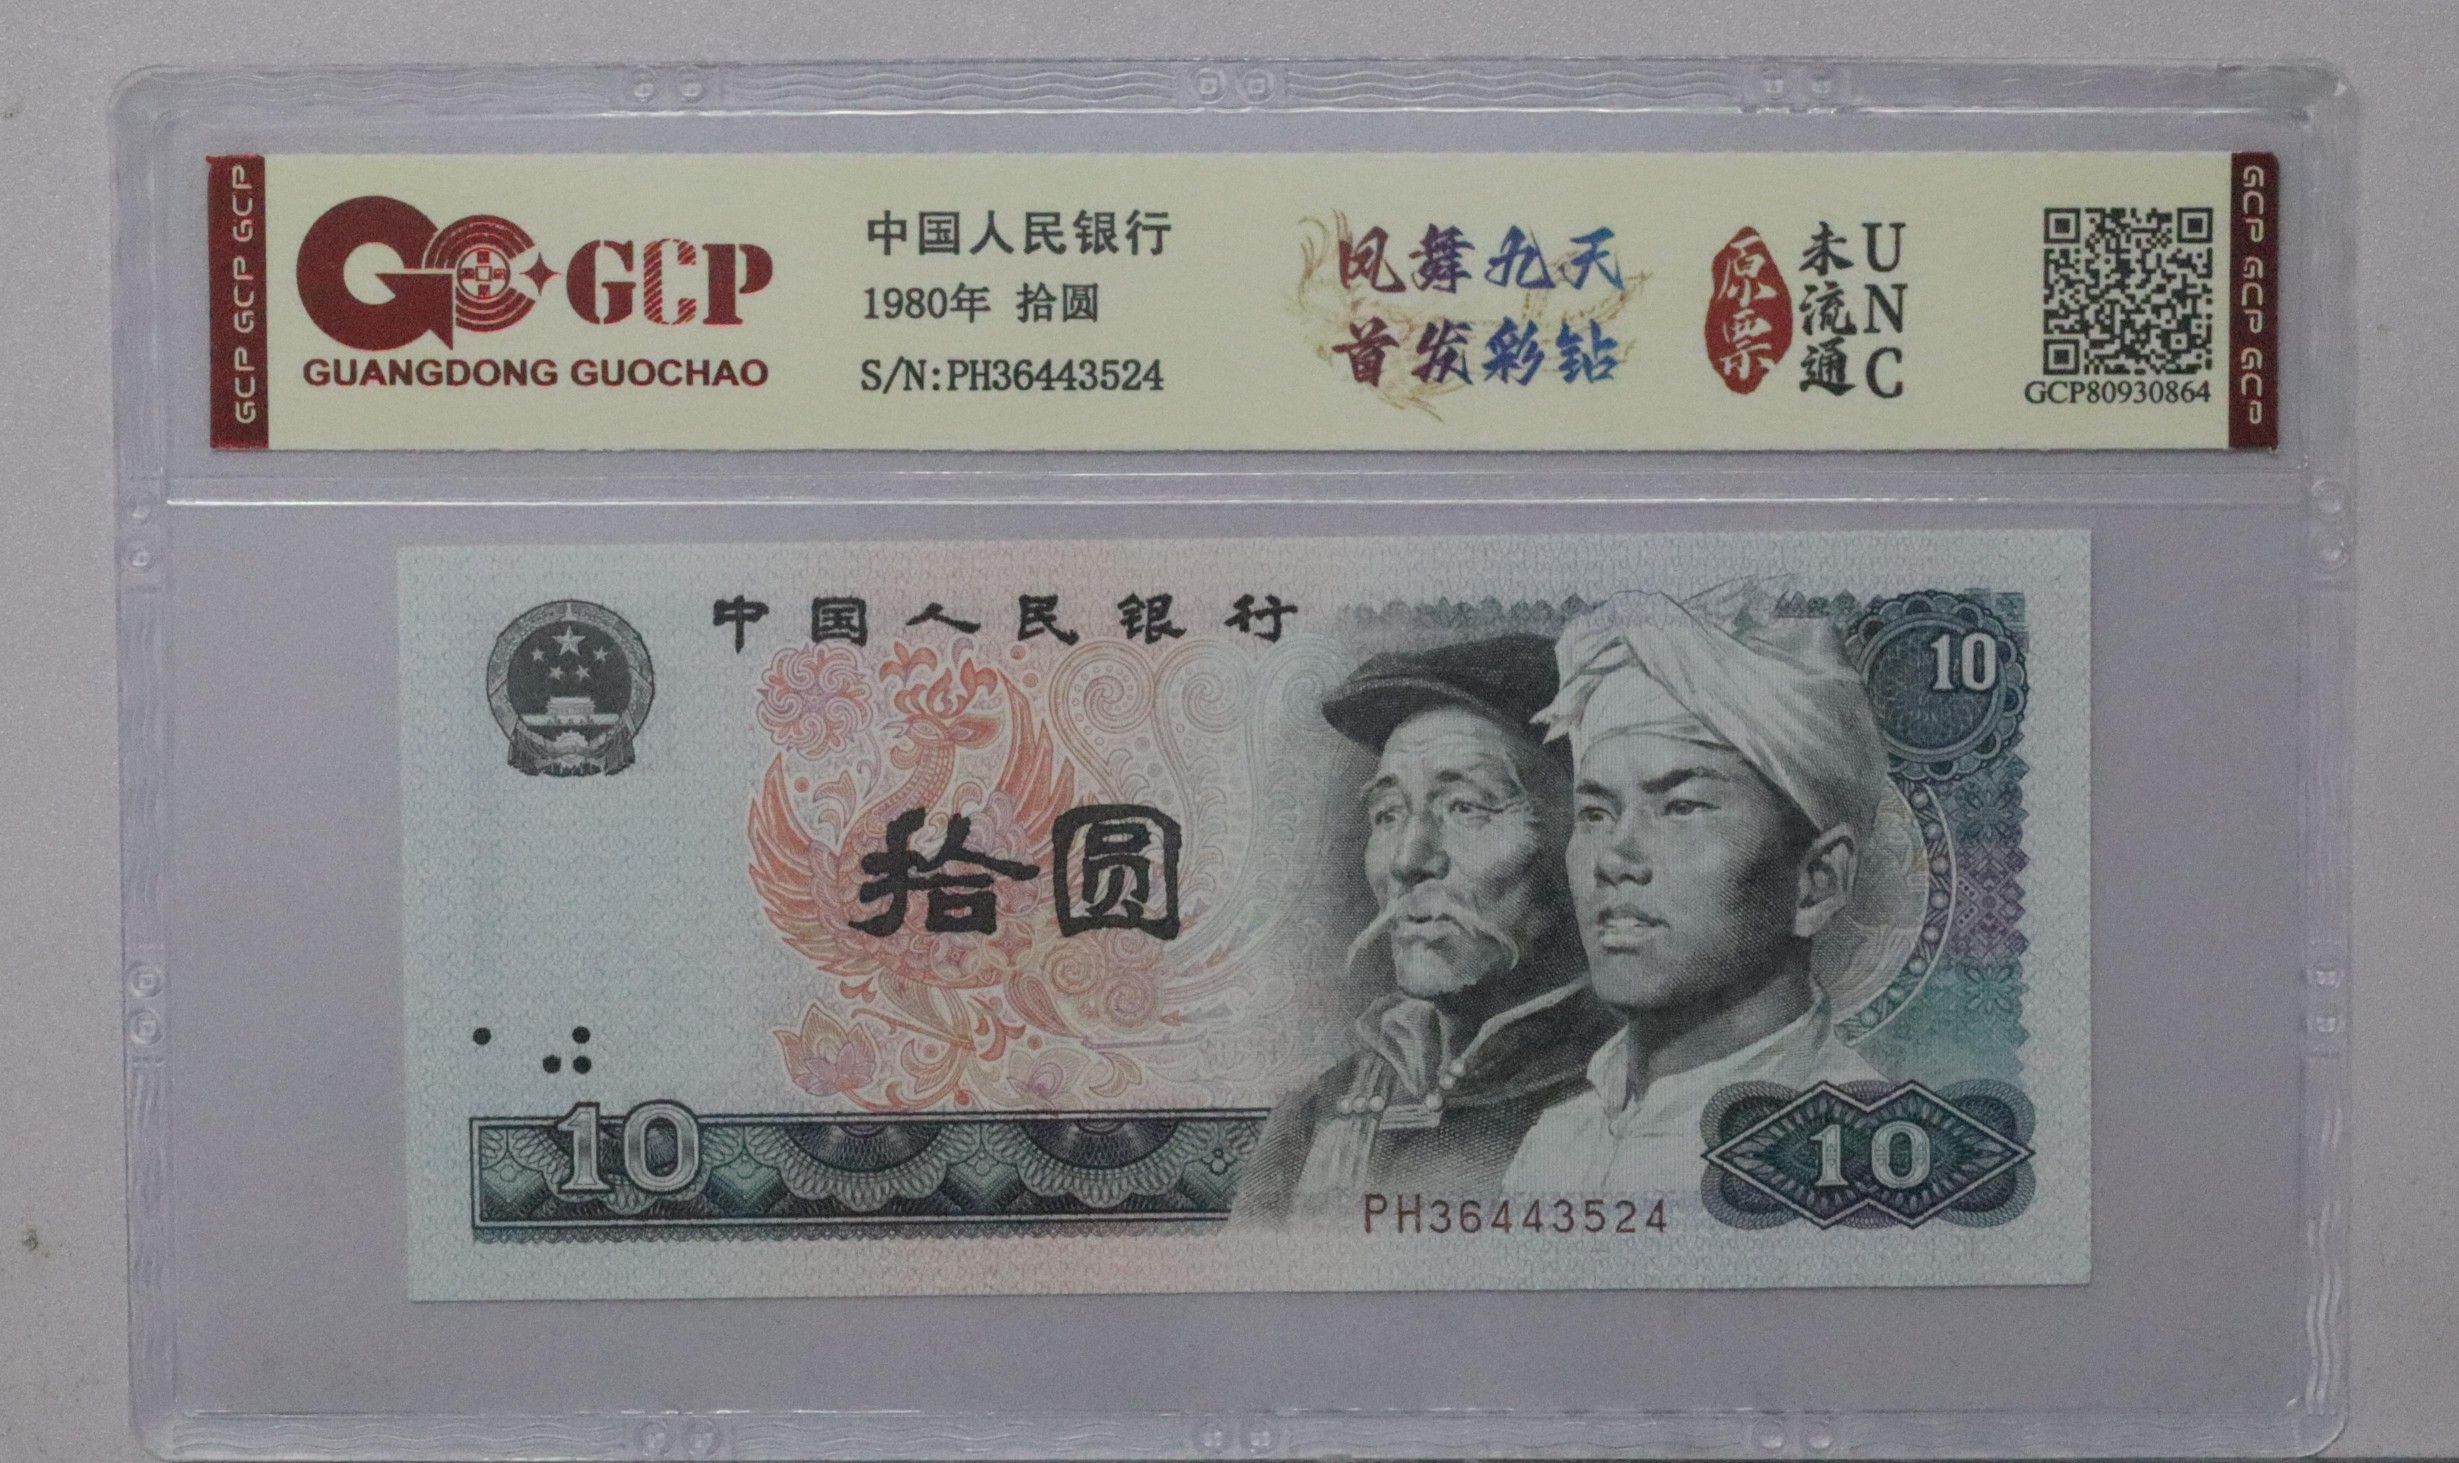 GCP GCP GCP
GCP
GUANGDONG GUOCHAO
中国人民银行
1980年 拾圆
S/N:PH36443524
凤舞九天
首发彩钻
原票
未流通
UNC
GCP80930864
GCP GCP GCP
中国人民银行
10
拾圆
10
10
PH36443524